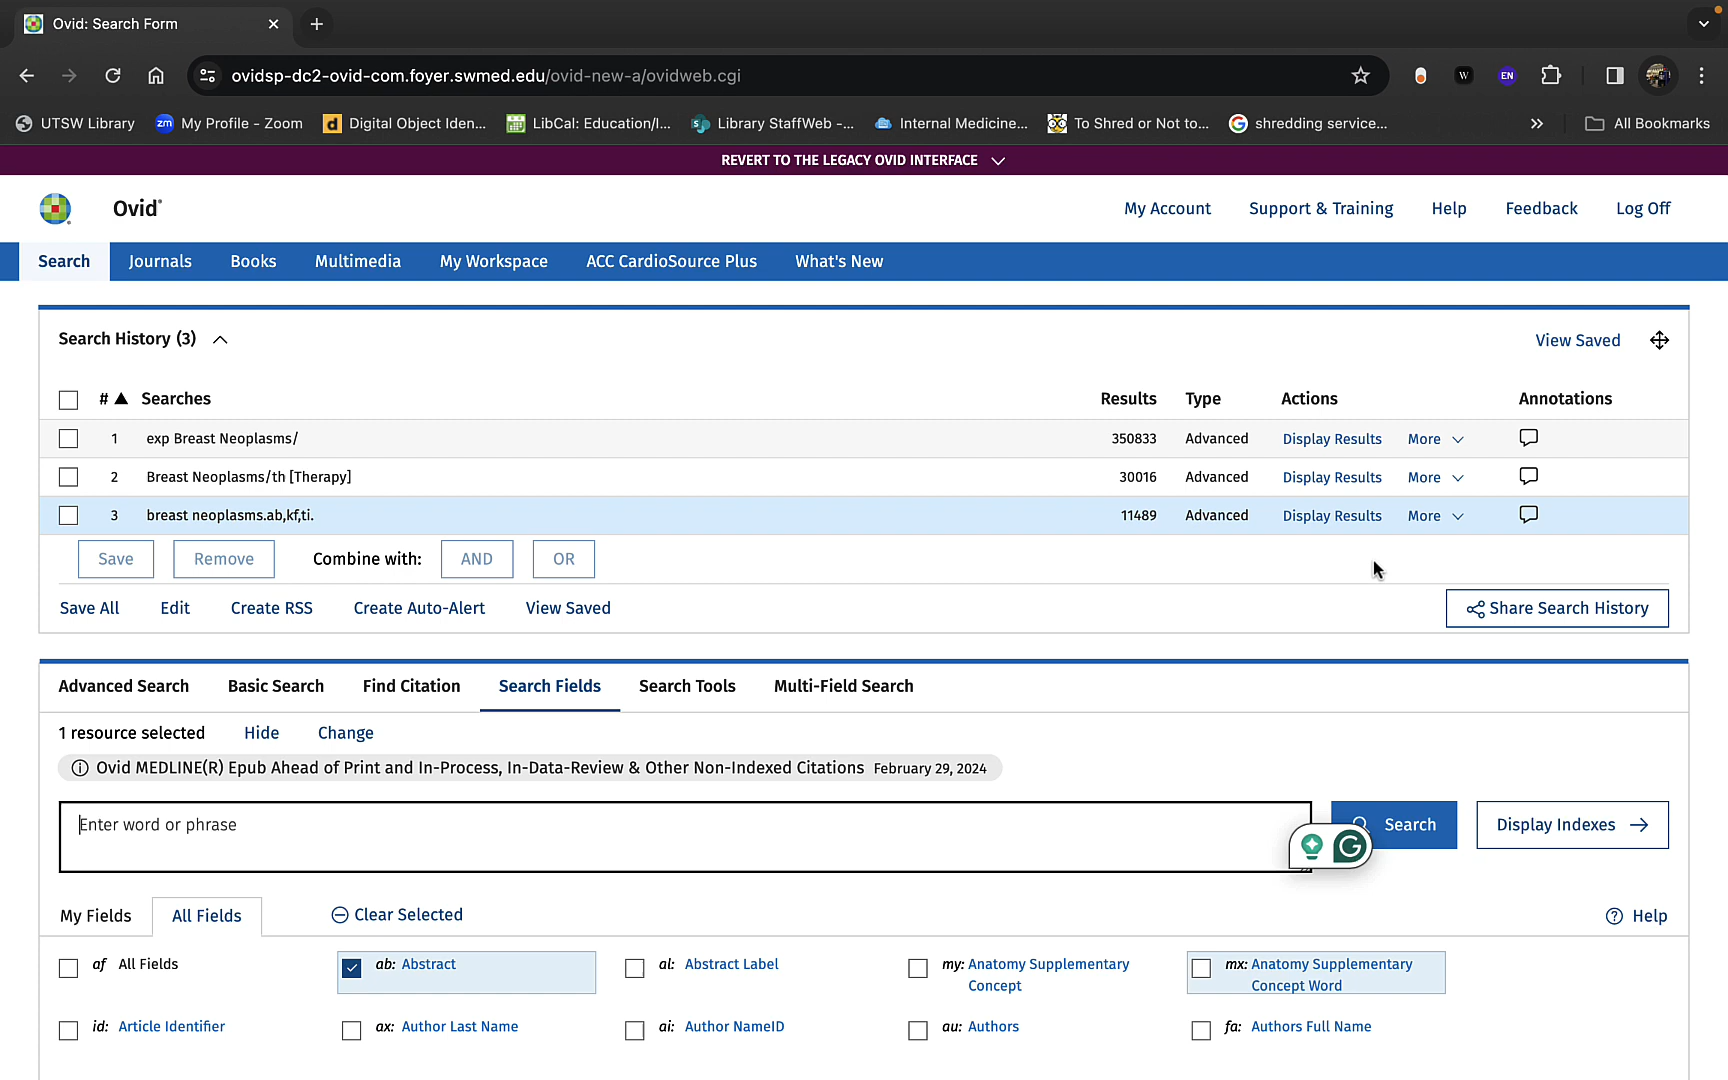 Ovid: Search Form
ovidsp-dc2-ovid-com.foyer.swmed.edu/ovid-new-a/ovidweb.cgi
W
EN
UTSW Library
zm My Profile - Zoom
d Digital Object Iden...
LibCal: Education/I...
Library StaffWeb -...
Internal Medicine...
To Shred or Not to...
G shredding service...
All Bookmarks
REVERT TO THE LEGACY OVID INTERFACE
Ovid®
My Account Support & Training Help Feedback Log Off
Search Journals Books Multimedia My Workspace ACC CardioSource Plus What's New
Search History (3)
View Saved
# ▲ Searches Results Type Actions Annotations
1 exp Breast Neoplasms/ 350833 Advanced Display Results More
2 Breast Neoplasms/th [Therapy] 30016 Advanced Display Results More
3 breast neoplasms.ab,kf,ti. 11489 Advanced Display Results More
Save Remove Combine with: AND OR
Save All Edit Create RSS Create Auto-Alert View Saved
Share Search History
Advanced Search Basic Search Find Citation Search Fields Search Tools Multi-Field Search
1 resource selected Hide Change
Ovid MEDLINE(R) Epub Ahead of Print and In-Process, In-Data-Review & Other Non-Indexed Citations February 29, 2024
Enter word or phrase
G
Search
Display Indexes →
My Fields All Fields Clear Selected
Help
af All Fields
ab: Abstract
al: Abstract Label
my: Anatomy Supplementary
Concept
mx: Anatomy Supplementary
Concept Word
id: Article Identifier
ax: Author Last Name
ai: Author NameID
au: Authors
fa: Authors Full Name